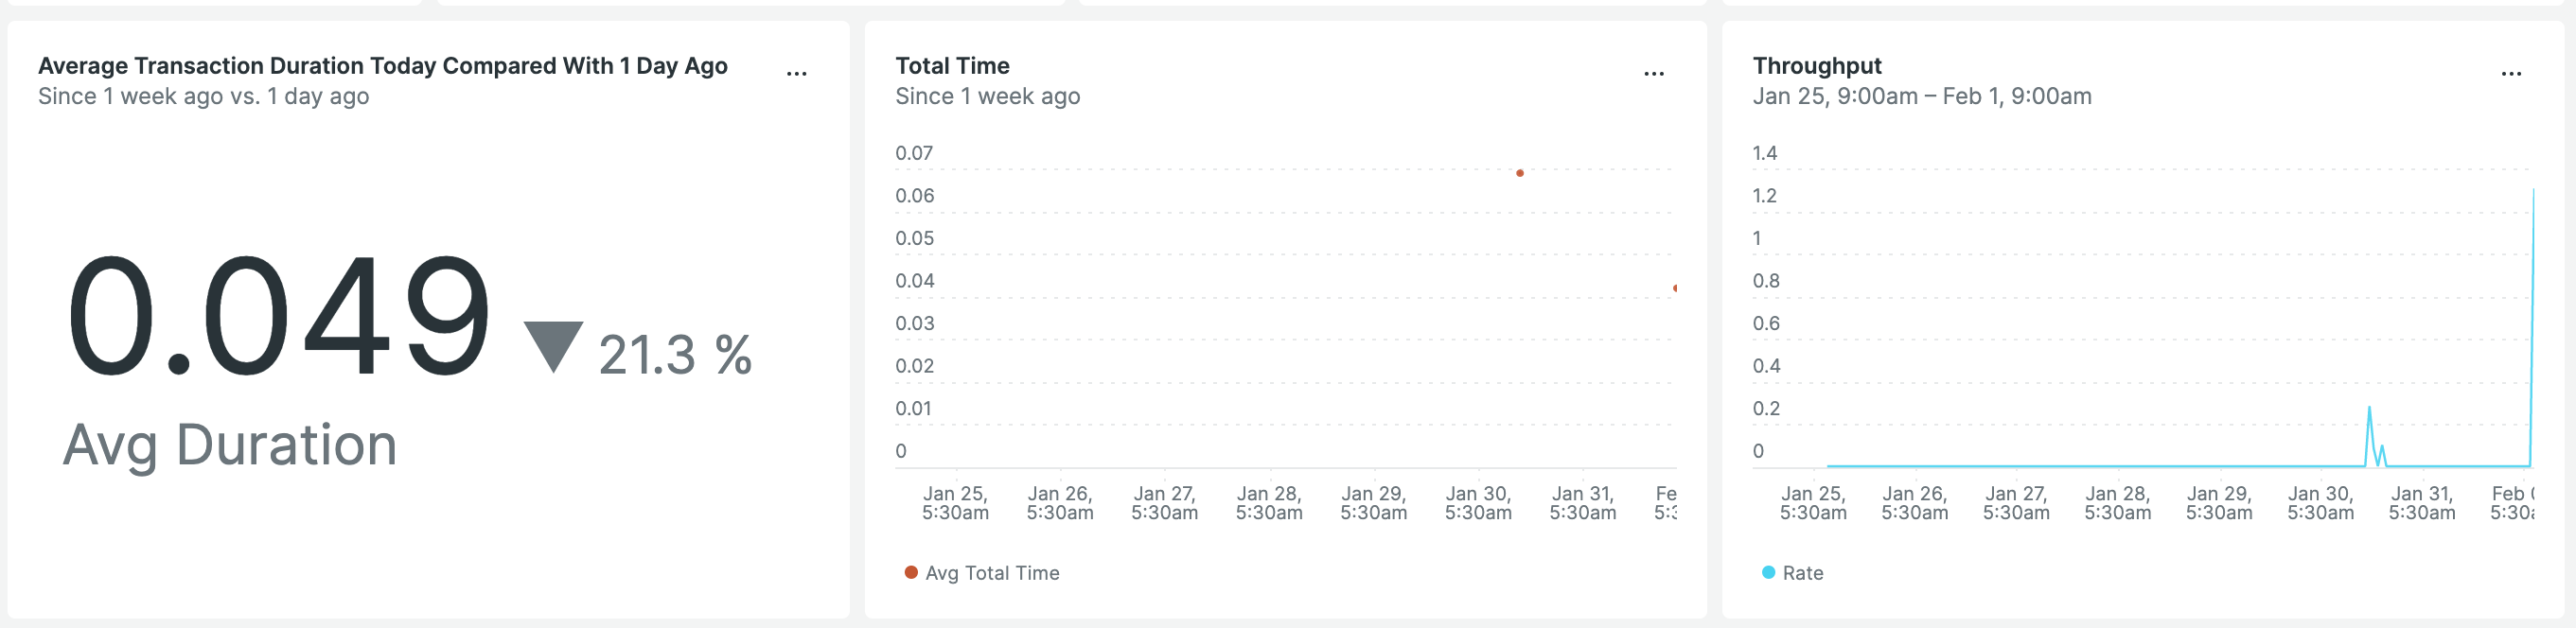 Average Transaction Duration Today Compared With 1 Day Ago
Since 1 week ago vs. 1 day ago
0.049
21.3 %
Avg Duration
Total Time
Since 1 week ago
0.07
0.06
0.05
0.04
0.03
0.02
0.01
0
Jan 25, Jan 26, Jan 27, Jan 28, Jan 29, Jan 30, Jan 31, Fe
5:30am 5:30am 5:30am 5:30am 5:30am 5:30am 5:30am 5:3
Avg Total Time
Throughput
Jan 25, 9:00am – Feb 1, 9:00am
1.4
1.2
1
0.8
0.6
0.4
0.2
0
Jan 25, Jan 26, Jan 27, Jan 28, Jan 29, Jan 30, Jan 31, Feb
5:30am 5:30am 5:30am 5:30am 5:30am 5:30am 5:30am 5:30
Rate